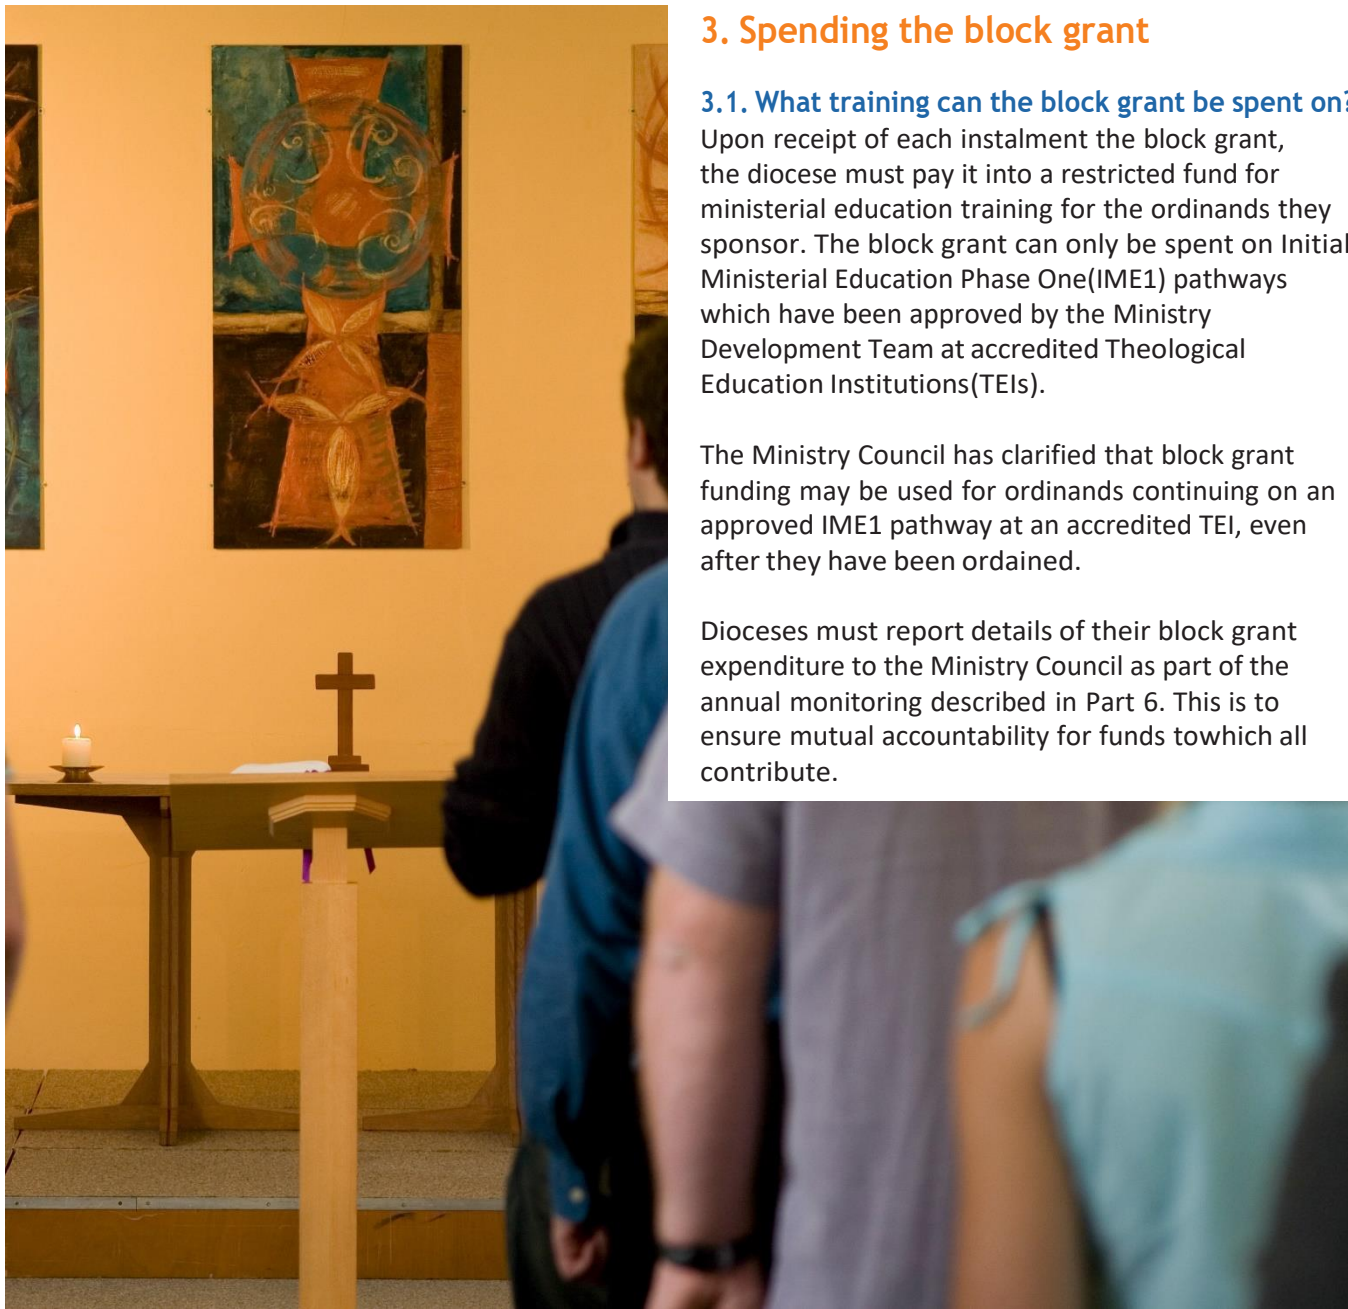 3. Spending the block grant
3.1. What training can the block grant be spent on?
Upon receipt of each instalment the block grant,
the diocese must pay it into a restricted fund for
ministerial education training for the ordinands they
sponsor. The block grant can only be spent on Initial
Ministerial Education Phase One(IME1) pathways
which have been approved by the Ministry
Development Team at accredited Theological
Education Institutions(TEIs).
The Ministry Council has clarified that block grant
funding may be used for ordinands continuing on an
approved IME1 pathway at an accredited TEI, even
after they have been ordained.
Dioceses must report details of their block grant
expenditure to the Ministry Council as part of the
annual monitoring described in Part 6. This is to
ensure mutual accountability for funds towhich all
contribute.